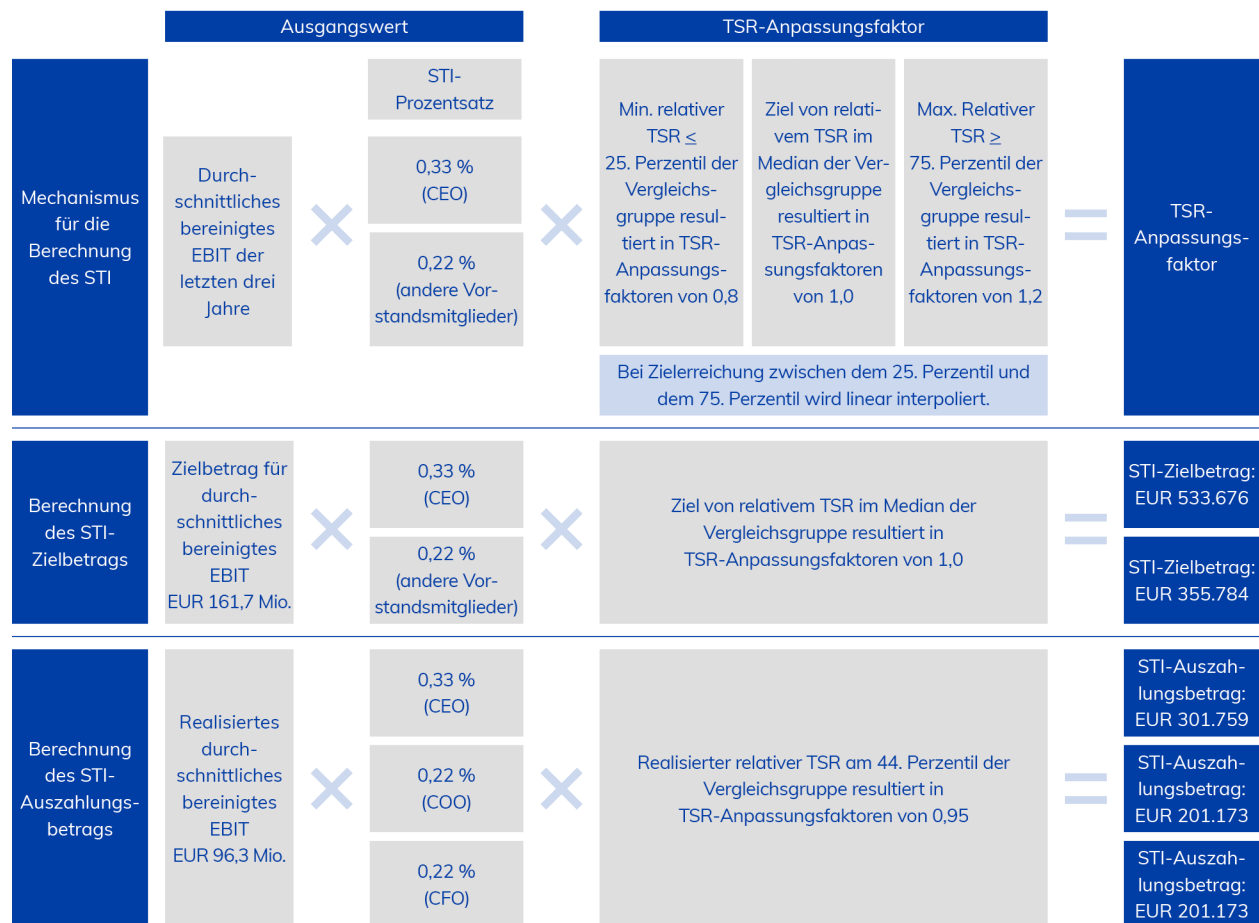 Ausgangswert
TSR-Anpassungsfaktor
Mechanismus
für die
Berechnung
des STI
Durch-
schnittliches
bereinigtes
EBIT der
letzten drei
Jahre
STI-
Prozentsatz
0,33 %
(CEO)
0,22 %
(andere Vor-
standsmitglieder)
Min. relativer
TSR ≤
25. Perzentil der
Vergleichs-
gruppe resul-
tiert in TSR-
Anpassungs-
faktoren von 0,8
Ziel von relati-
vem TSR im
Median der Ver-
gleichsgruppe
resultiert in
TSR-Anpas-
sungsfaktoren
von 1,0
Max. Relativer
TSR ≥
75. Perzentil der
Vergleichs-
gruppe resul-
tiert in TSR-
Anpassungs-
faktoren von 1,2
Bei Zielerreichung zwischen dem 25. Perzentil und
dem 75. Perzentil wird linear interpoliert.
TSR-
Anpassungs-
faktor
Berechnung
des STI-
Zielbetrags
Zielbetrag für
durch-
schnittliches
bereinigtes
EBIT
EUR 161,7 Mio.
0,33 %
(CEO)
0,22 %
(andere Vor-
standsmitglieder)
Ziel von relativem TSR im Median der
Vergleichsgruppe resultiert in
TSR-Anpassungsfaktoren von 1,0
STI-Zielbetrag:
EUR 533.676
STI-Zielbetrag:
EUR 355.784
Berechnung
des STI-
Auszahlungs-
betrags
Realisiertes
durch-
schnittliches
bereinigtes
EBIT
EUR 96,3 Mio.
0,33 %
(CEO)
0,22 %
(COO)
0,22 %
(CFO)
Realisierter relativer TSR am 44. Perzentil der
Vergleichsgruppe resultiert in
TSR-Anpassungsfaktoren von 0,95
STI-Auszah-
lungsbetrag:
EUR 301.759
STI-Auszah-
lungsbetrag:
EUR 201.173
STI-Auszah-
lungsbetrag:
EUR 201.173